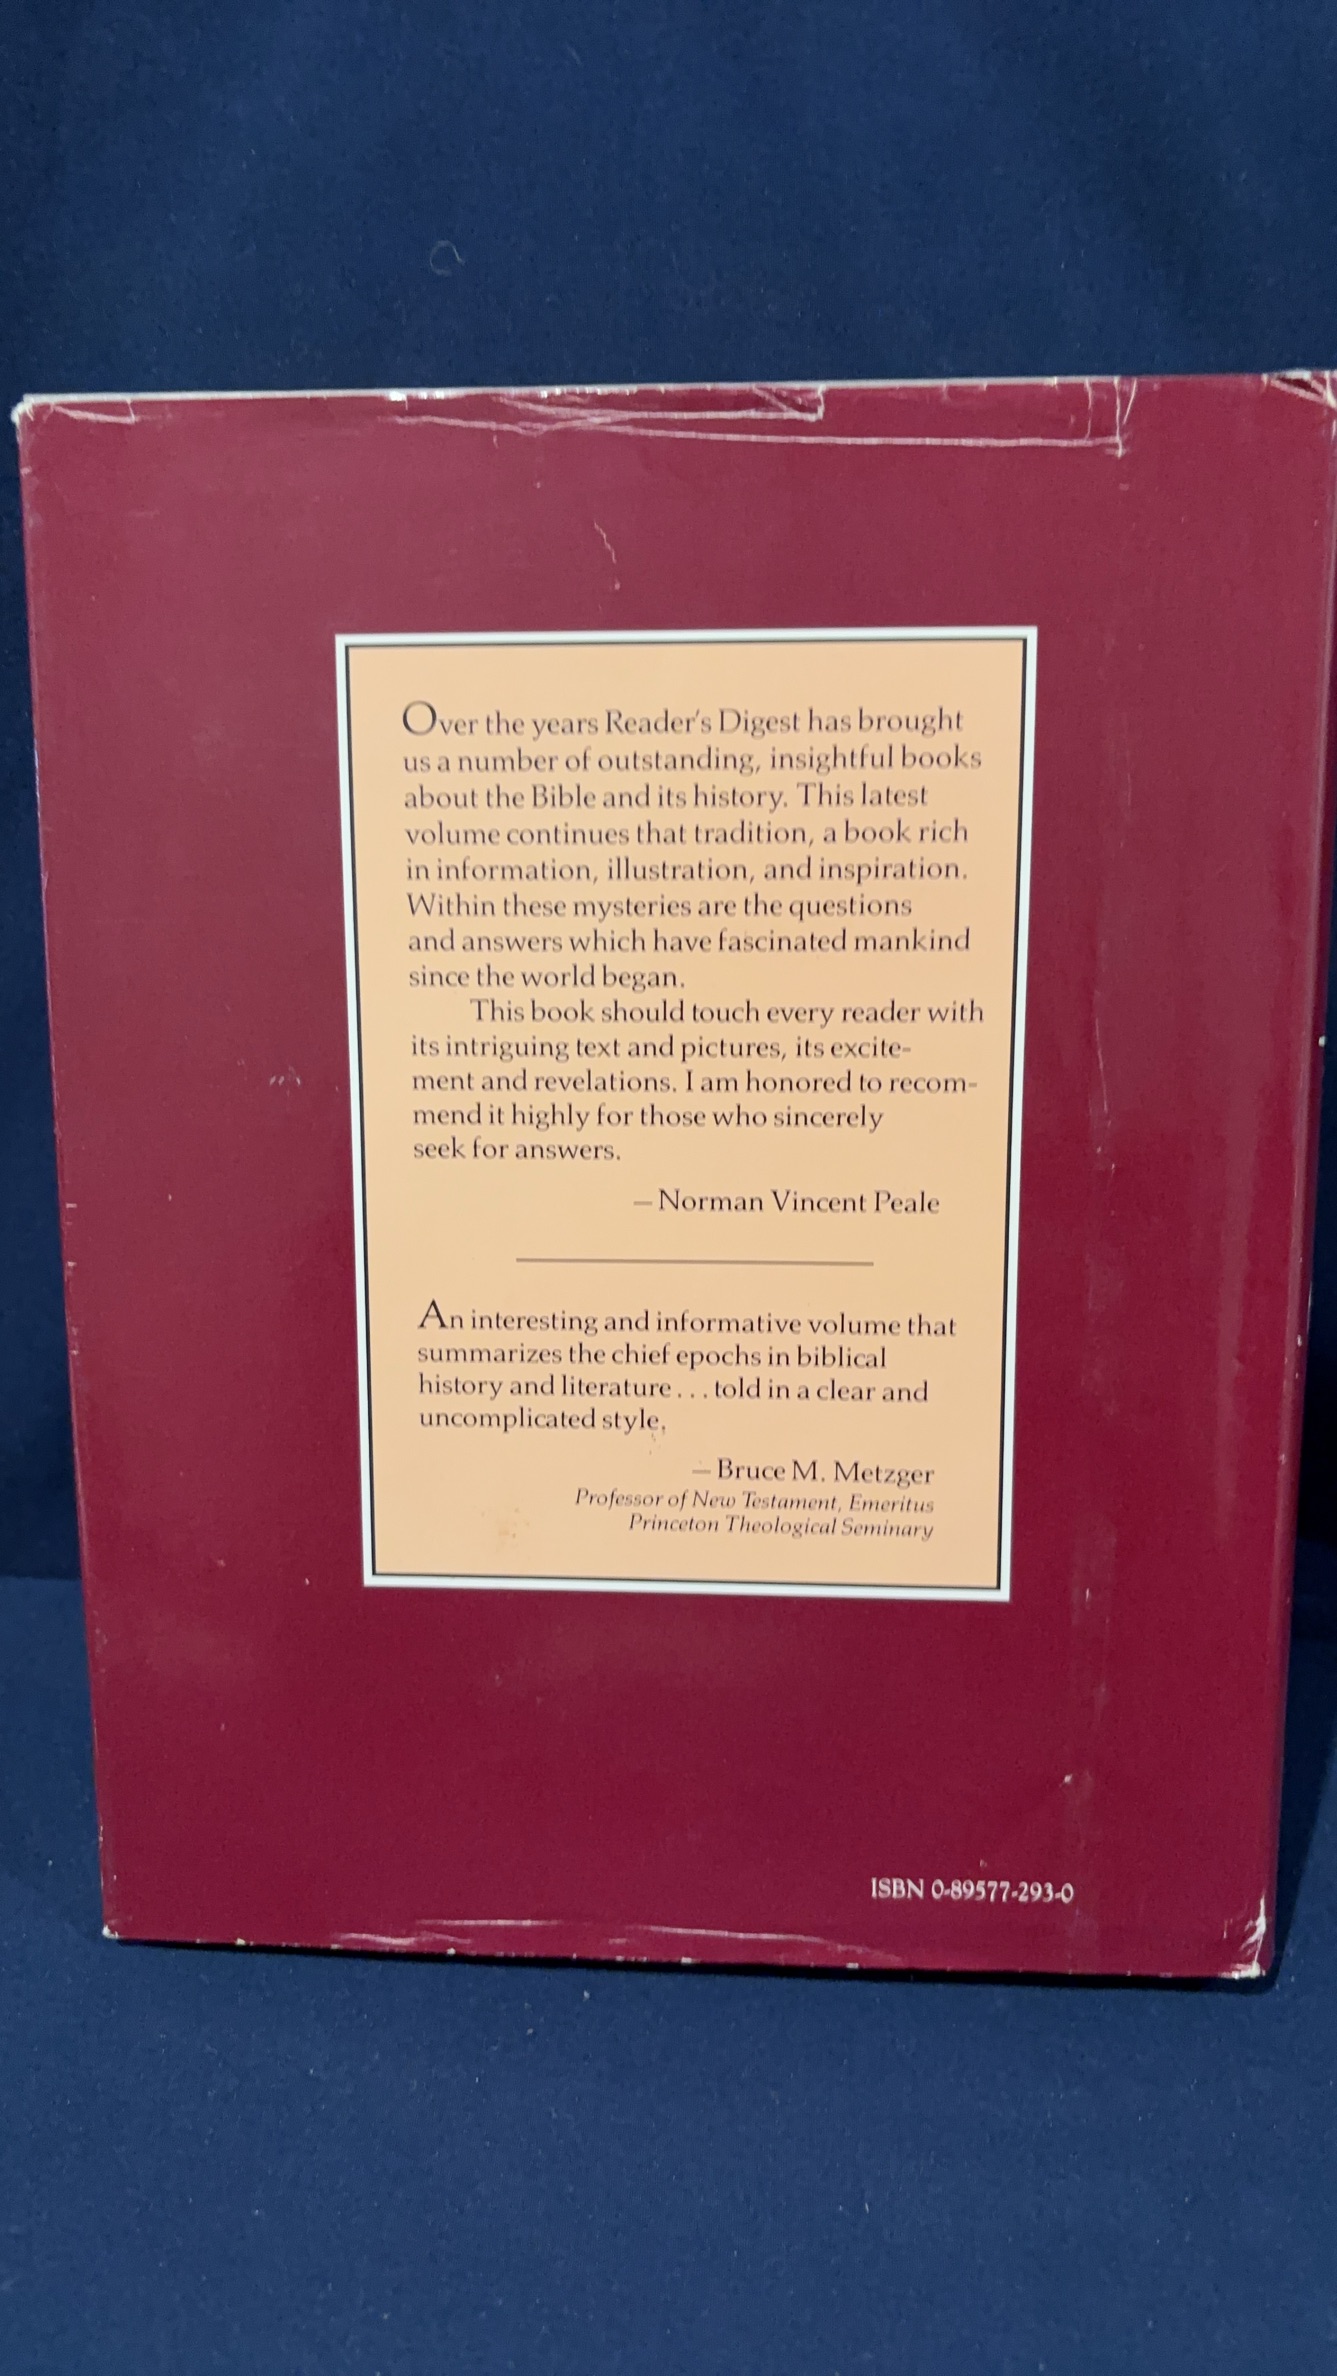 Over the years Reader's Digest has brought
us a number of outstanding, insightful books
about the Bible and its history. This latest
volume continues that tradition, a book rich
in information, illustration, and inspiration.
Within these mysteries are the questions
and answers which have fascinated mankind
since the world began.
This book should touch every reader with
its intriguing text and pictures, its excite-
ment and revelations. I am honored to recom-
mend it highly for those who sincerely
seek for answers.
— Norman Vincent Peale
An interesting and informative volume that
summarizes the chief epochs in biblical
history and literature . . . told in a clear and
uncomplicated style.
— Bruce M. Metzger
Professor of New Testament, Emeritus
Princeton Theological Seminary
ISBN 0-89577-293-0